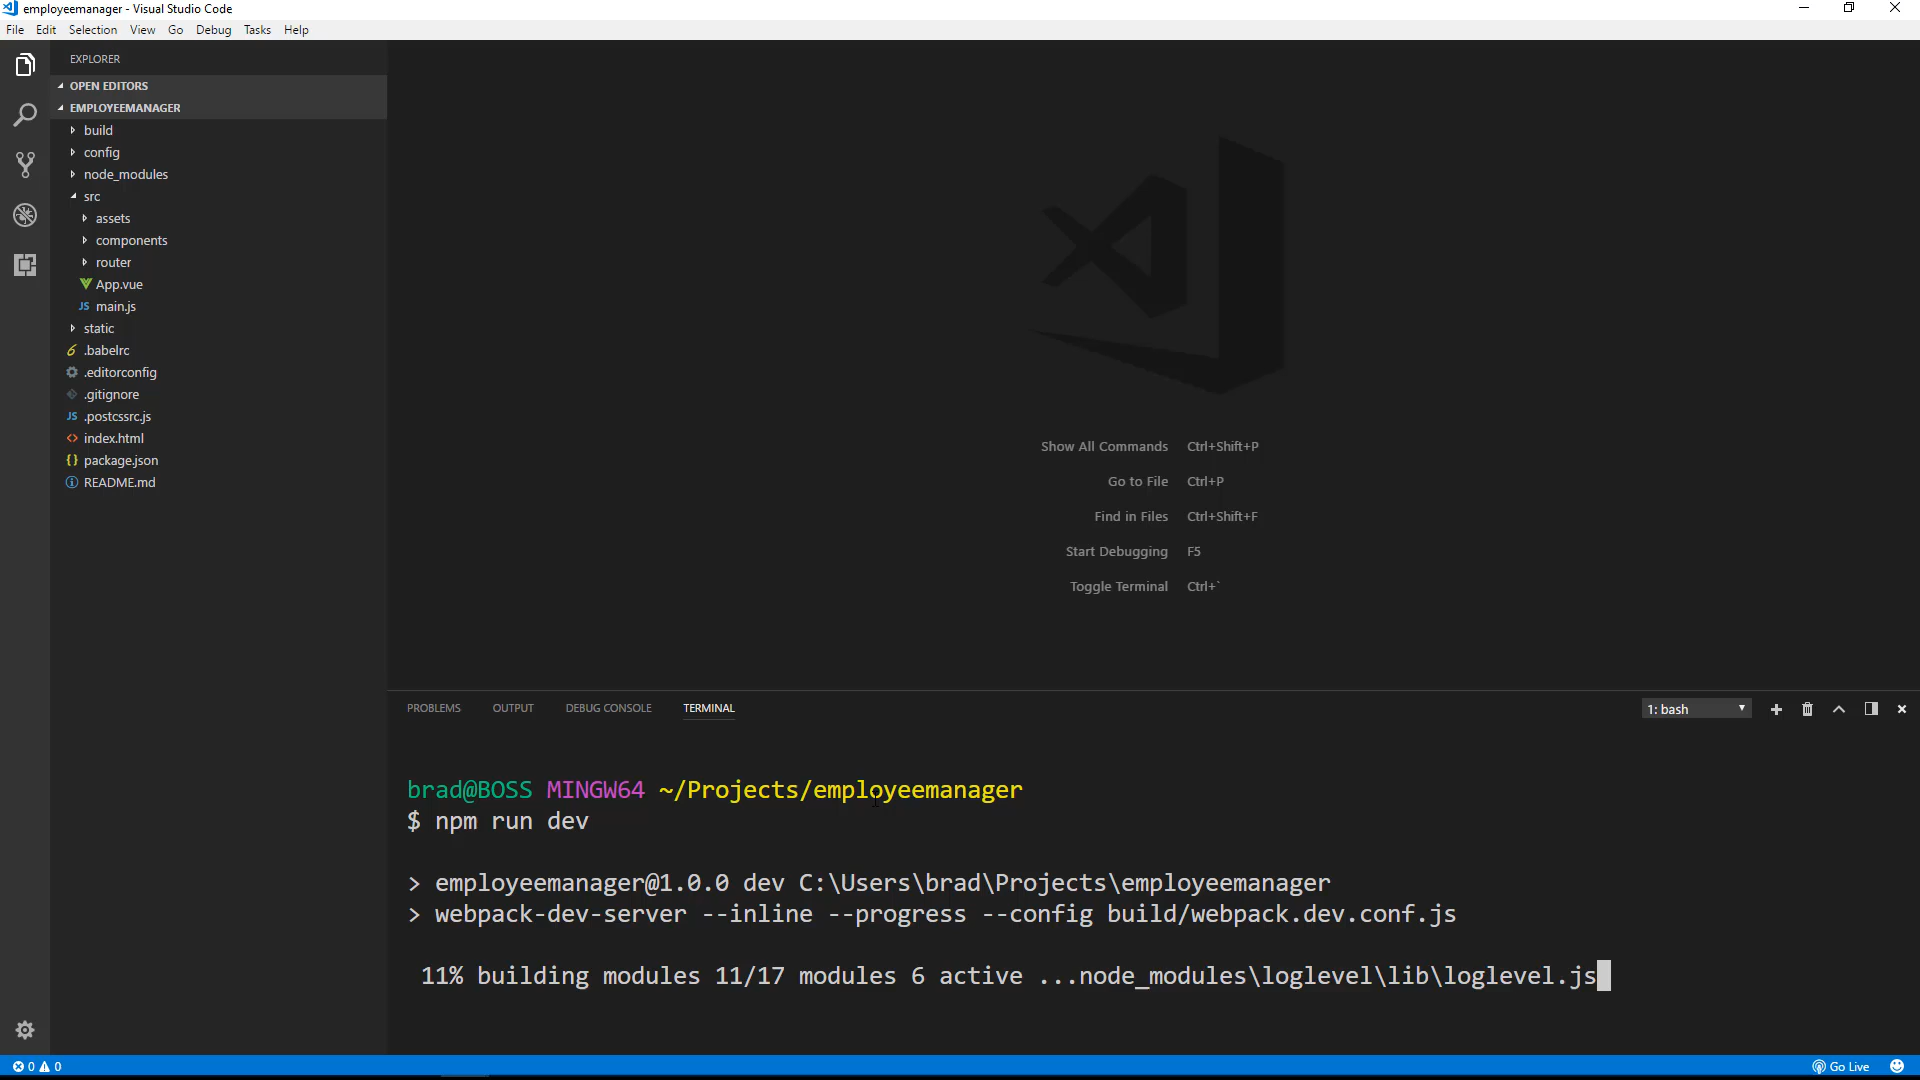 employeemanager - Visual Studio Code
File Edit Selection View Go Debug Tasks Help
EXPLORER
OPEN EDITORS
EMPLOYEEMANAGER
build
config
node_modules
src
assets
components
router
App.vue
JS main.js
static
.babelrc
.editorconfig
.gitignore
JS .postcssrc.js
<> index.html
{} package.json
README.md
Show All Commands Ctrl+Shift+P
Go to File Ctrl+P
Find in Files Ctrl+Shift+F
Start Debugging F5
Toggle Terminal Ctrl+`
PROBLEMS OUTPUT DEBUG CONSOLE TERMINAL 1: bash
brad@BOSS MINGW64 ~/Projects/employeemanager
$ npm run dev
> employeemanager@1.0.0 dev C:\Users\brad\Projects\employeemanager
> webpack-dev-server --inline --progress --config build/webpack.dev.conf.js
11% building modules 11/17 modules 6 active ...node_modules\loglevel\lib\loglevel.js
0 0 Go Live